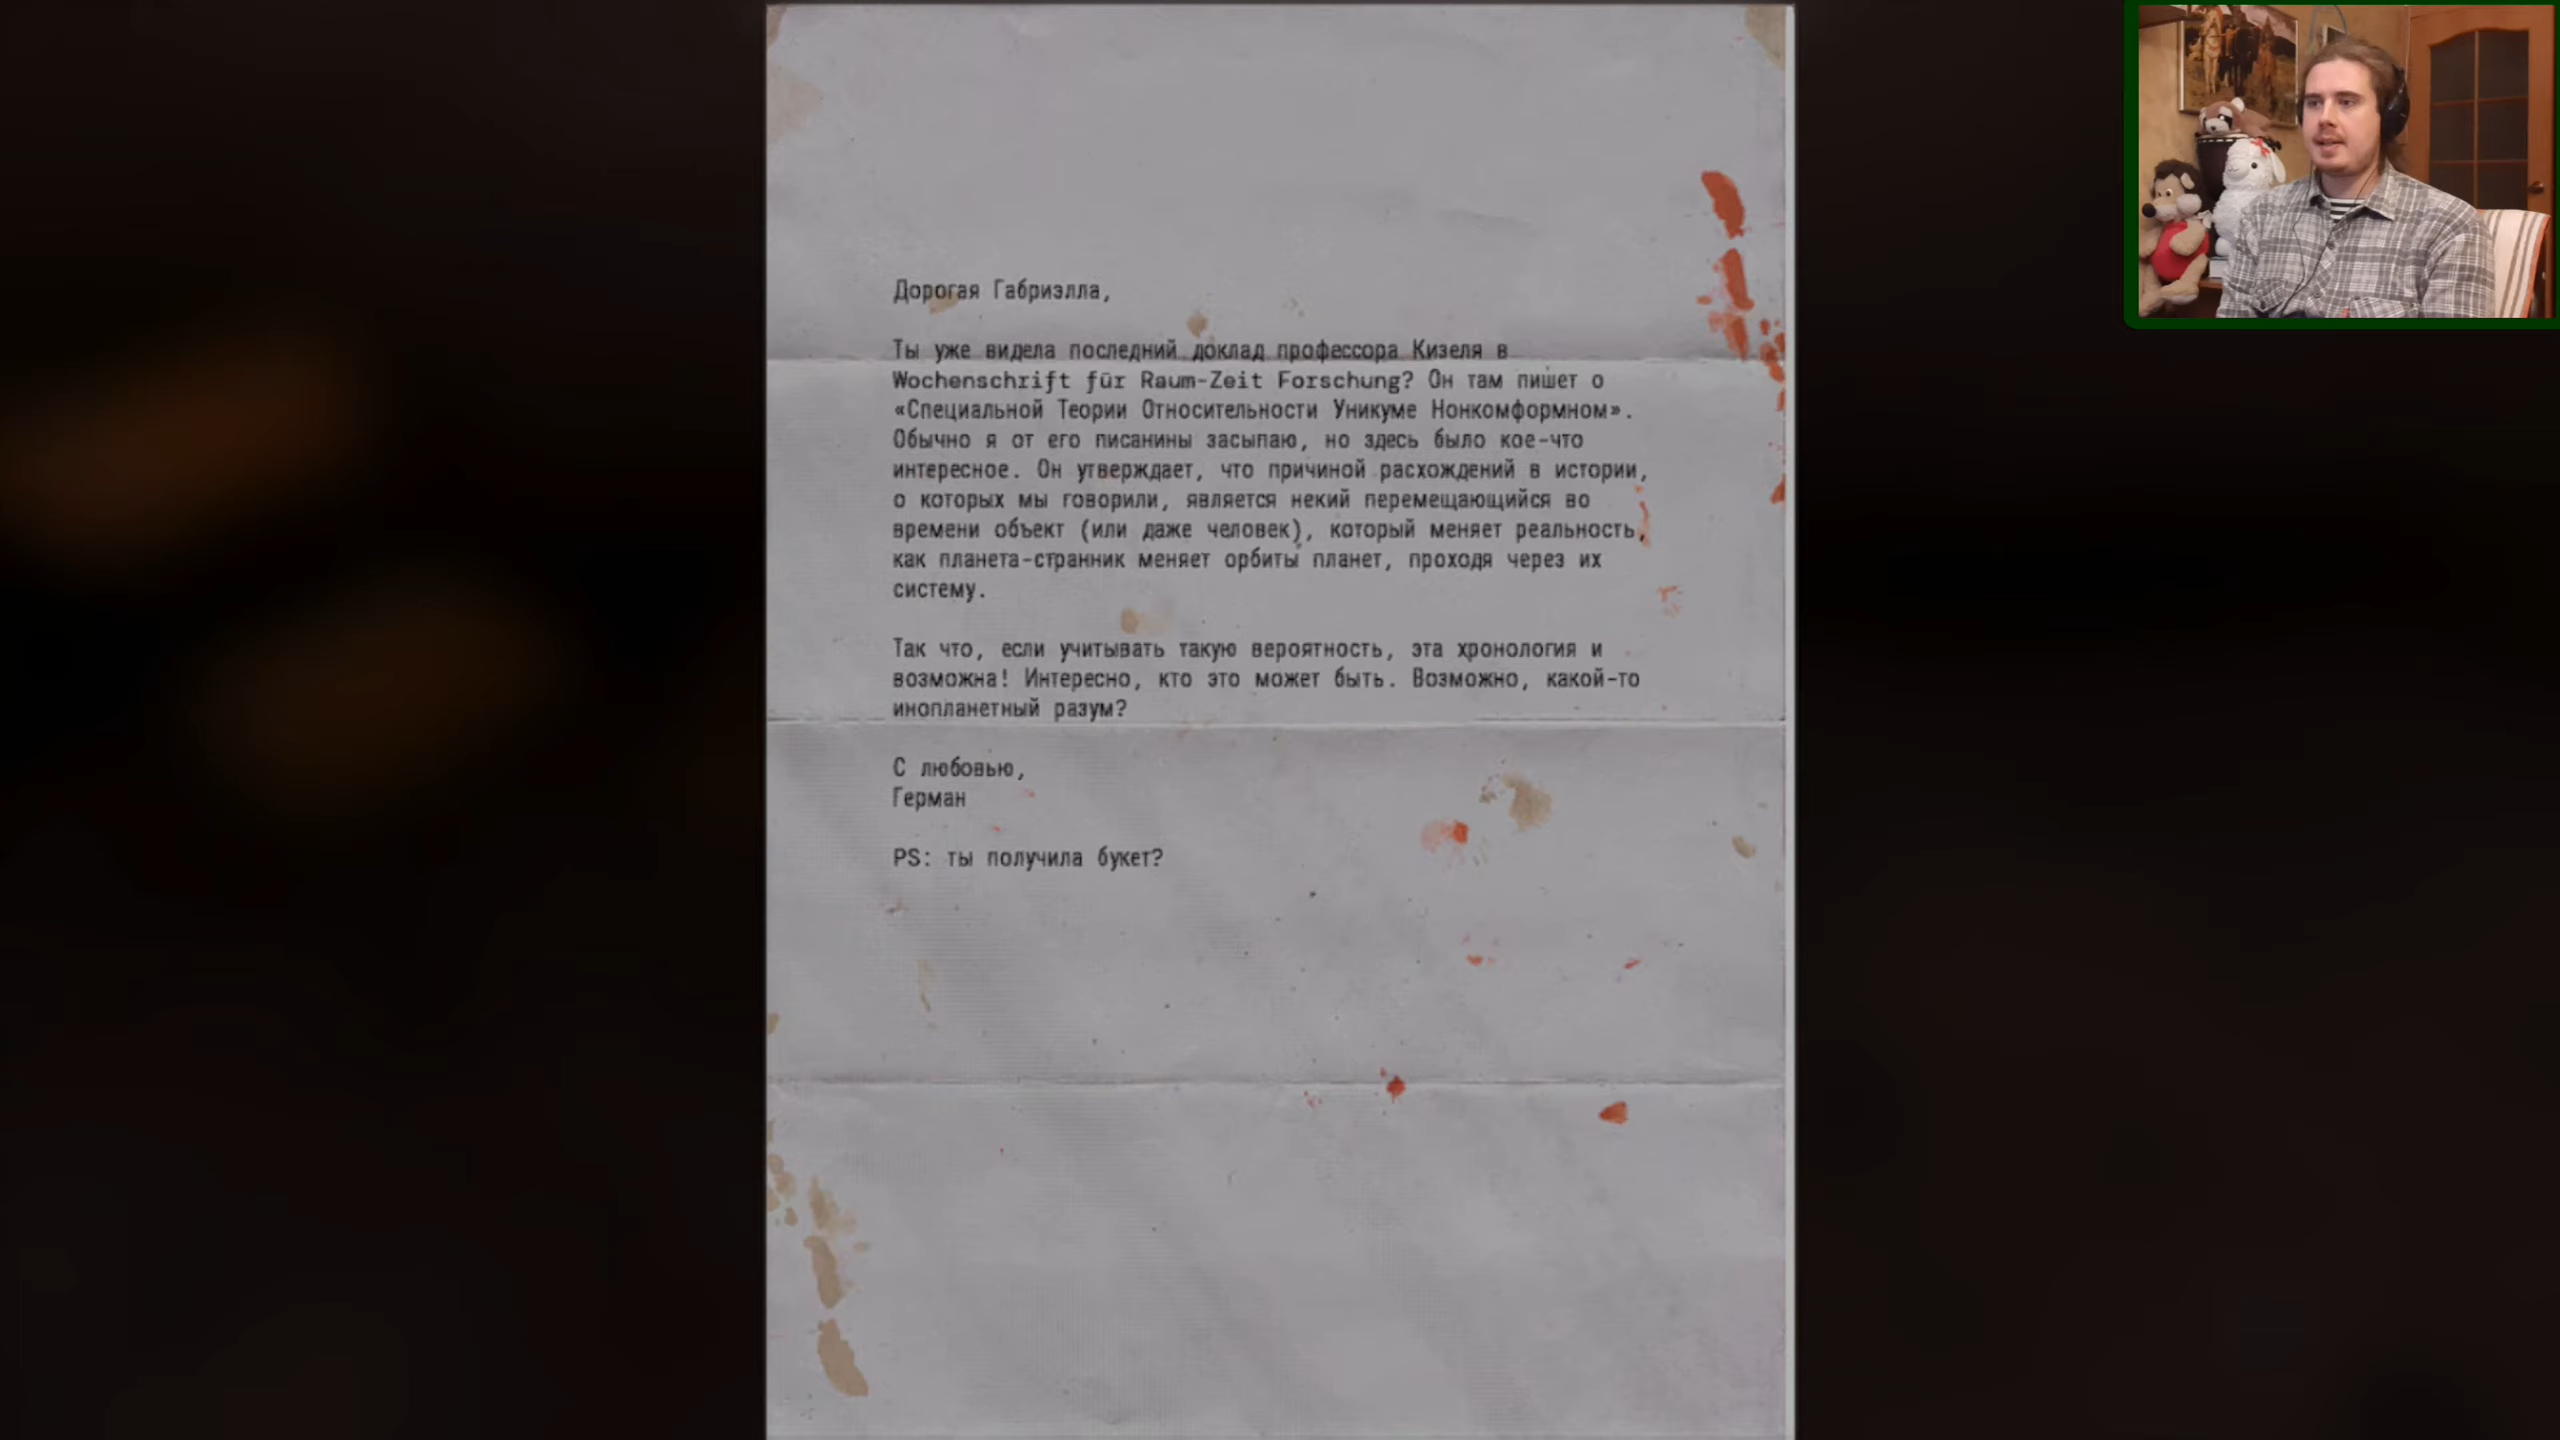 Дорогая Габриэлла,
Ты уже видела последний доклад профессора Кизеля в
Wochenschrift für Raum-Zeit Forschung? Он там пишет о
«Специальной Теории Относительности Уникуме Нонкомформном».
Обычно я от его писанины засыпаю, но здесь было кое-что
интересное. Он утверждает, что причиной расхождений в истории,
о которых мы говорили, является некий перемещающийся во
времени объект (или даже человек), который меняет реальность,
как планета-странник меняет орбиты планет, проходя через их
систему.
Так что, если учитывать такую вероятность, эта хронология и
возможна! Интересно, кто это может быть. Возможно, какой-то
инопланетный разум?
С любовью,
Герман
PS: ты получила букет?